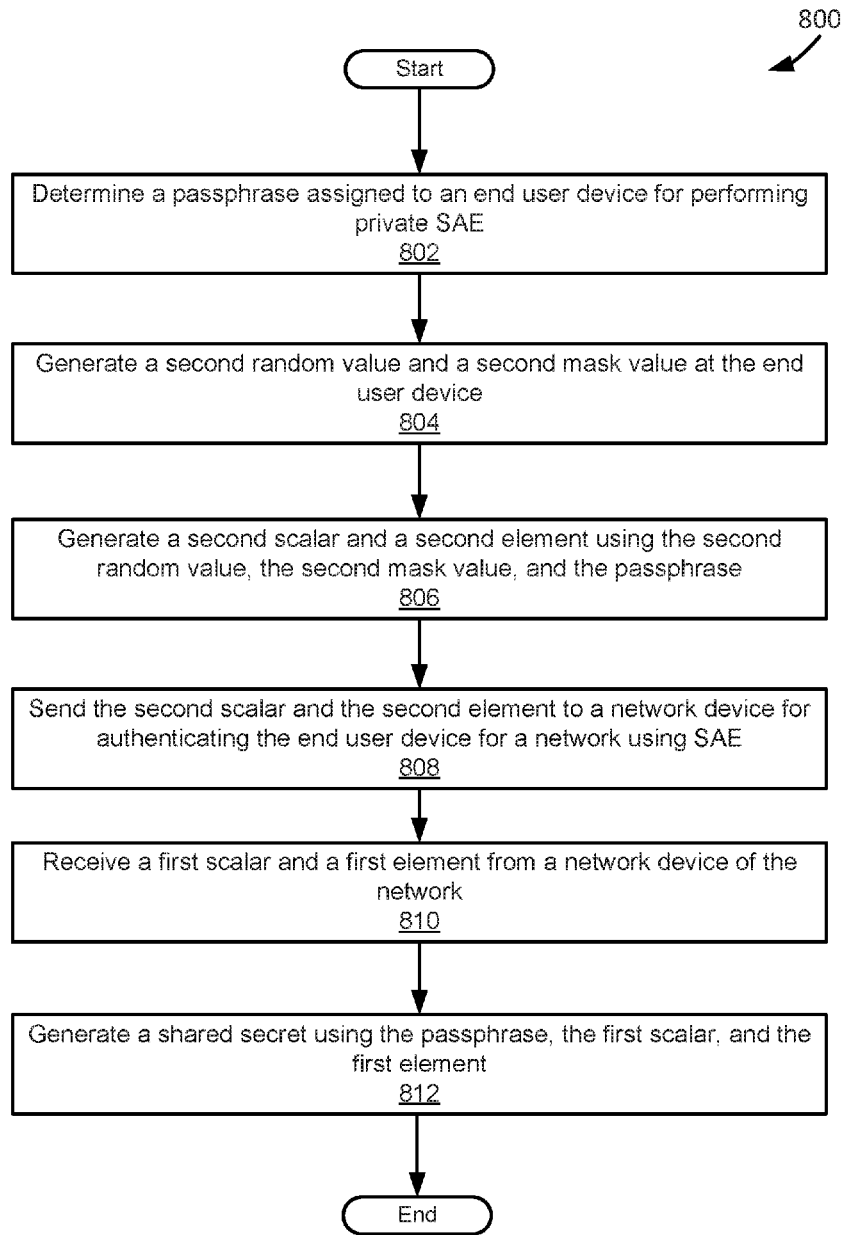 800
Start
Determine a passphrase assigned to an end user device for performing
private SAE
802
Generate a second random value and a second mask value at the end
user device
804
Generate a second scalar and a second element using the second
random value, the second mask value, and the passphrase
806
Send the second scalar and the second element to a network device for
authenticating the end user device for a network using SAE
808
Receive a first scalar and a first element from a network device of the
network
810
Generate a shared secret using the passphrase, the first scalar, and the
first element
812
End